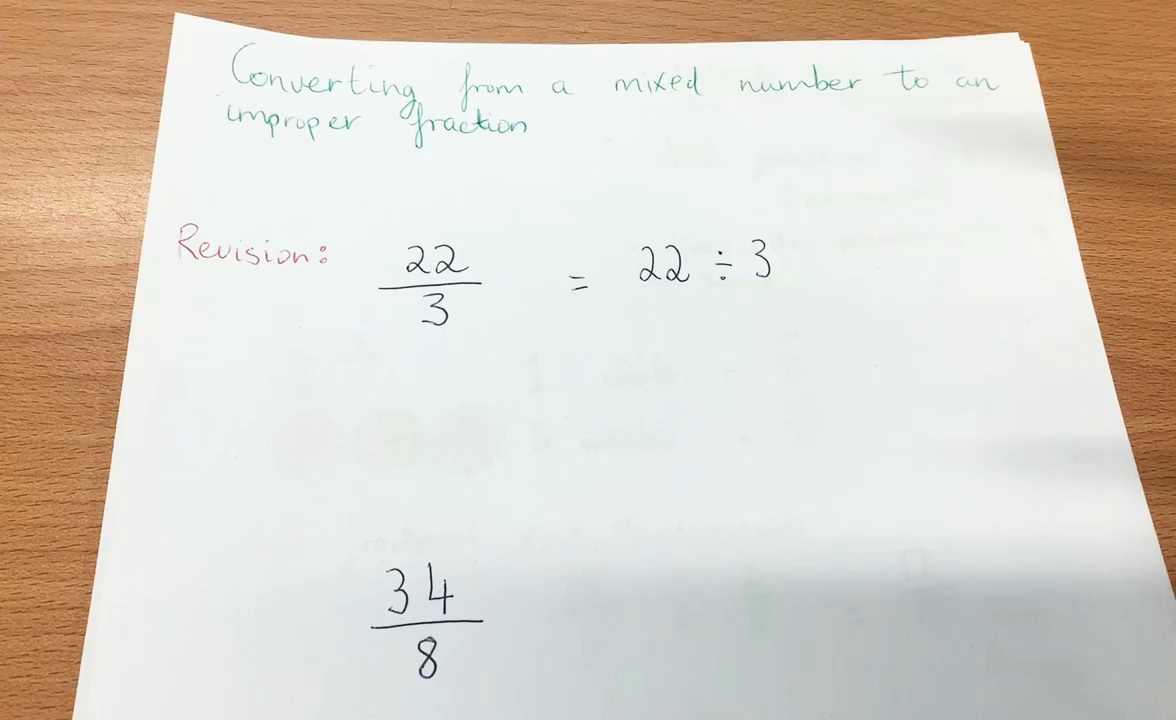 Converting from a mixed number to an
improper fraction
Revision: 22/3 = 22 ÷ 3
34/8